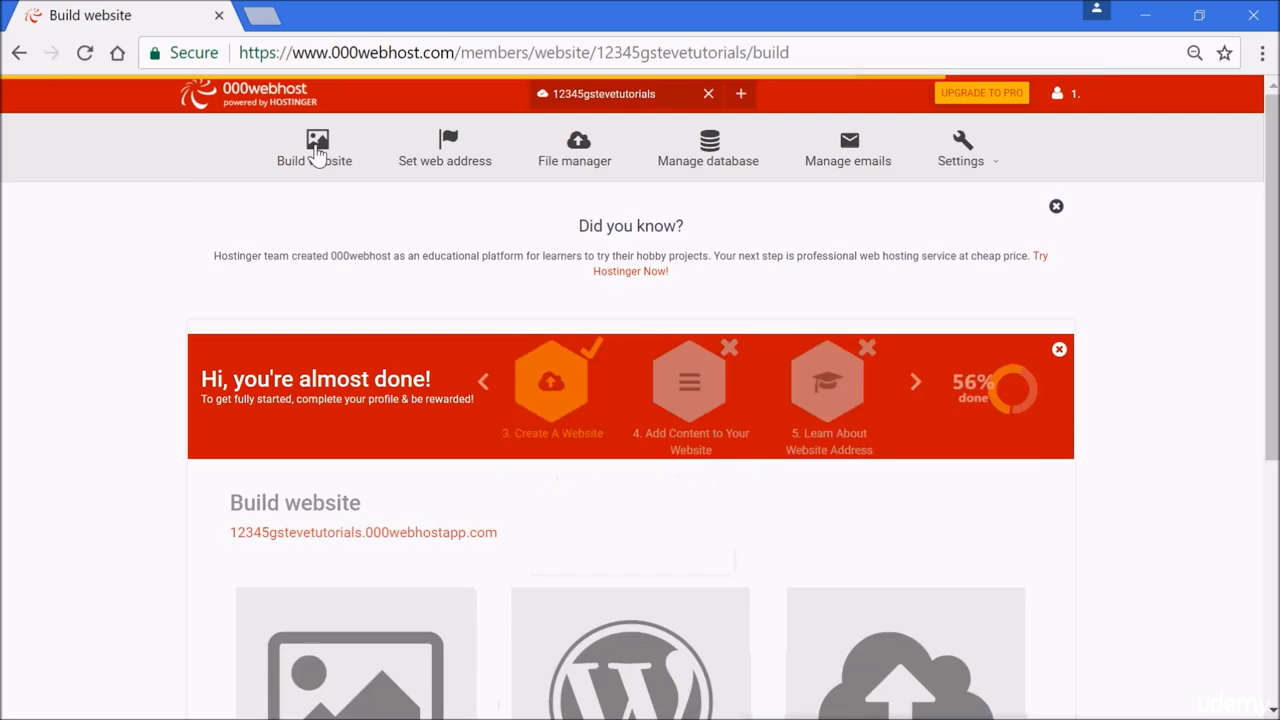 Build website
Secure
https://www.000webhost.com/members/website/12345gstevetutorials/build
000webhost
powered by HOSTINGER
12345gstevetutorials
UPGRADE TO PRO
1.
Build website
Set web address
File manager
Manage database
Manage emails
Settings
Did you know?
Hostinger team created 000webhost as an educational platform for learners to try their hobby projects. Your next step is professional web hosting service at cheap price. Try
Hostinger Now!
Hi, you're almost done!
To get fully started, complete your profile & be rewarded!
3. Create A Website
4. Add Content to Your
Website
5. Learn About
Website Address
56%
done
Build website
12345gstevetutorials.000webhostapp.com
udemy